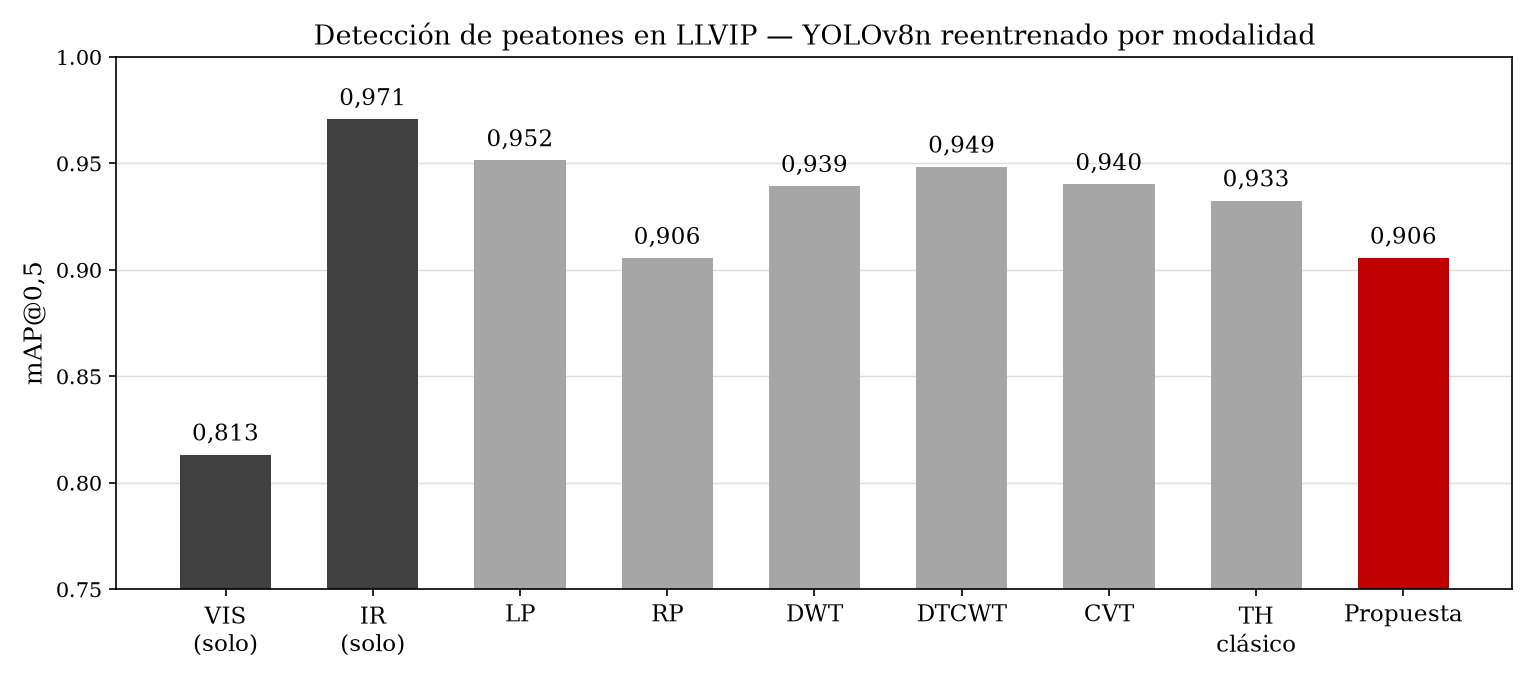 Detección de peatones en LLVIP — YOLOv8n reentrenado por modalidad
mAP@0,5
1.00
0.95
0.90
0.85
0.80
0.75
0,813
0,971
0,952
0,906
0,939
0,949
0,940
0,933
0,906
VIS
(solo)
IR
(solo)
LP
RP
DWT
DTCWT
CVT
TH
clásico
Propuesta